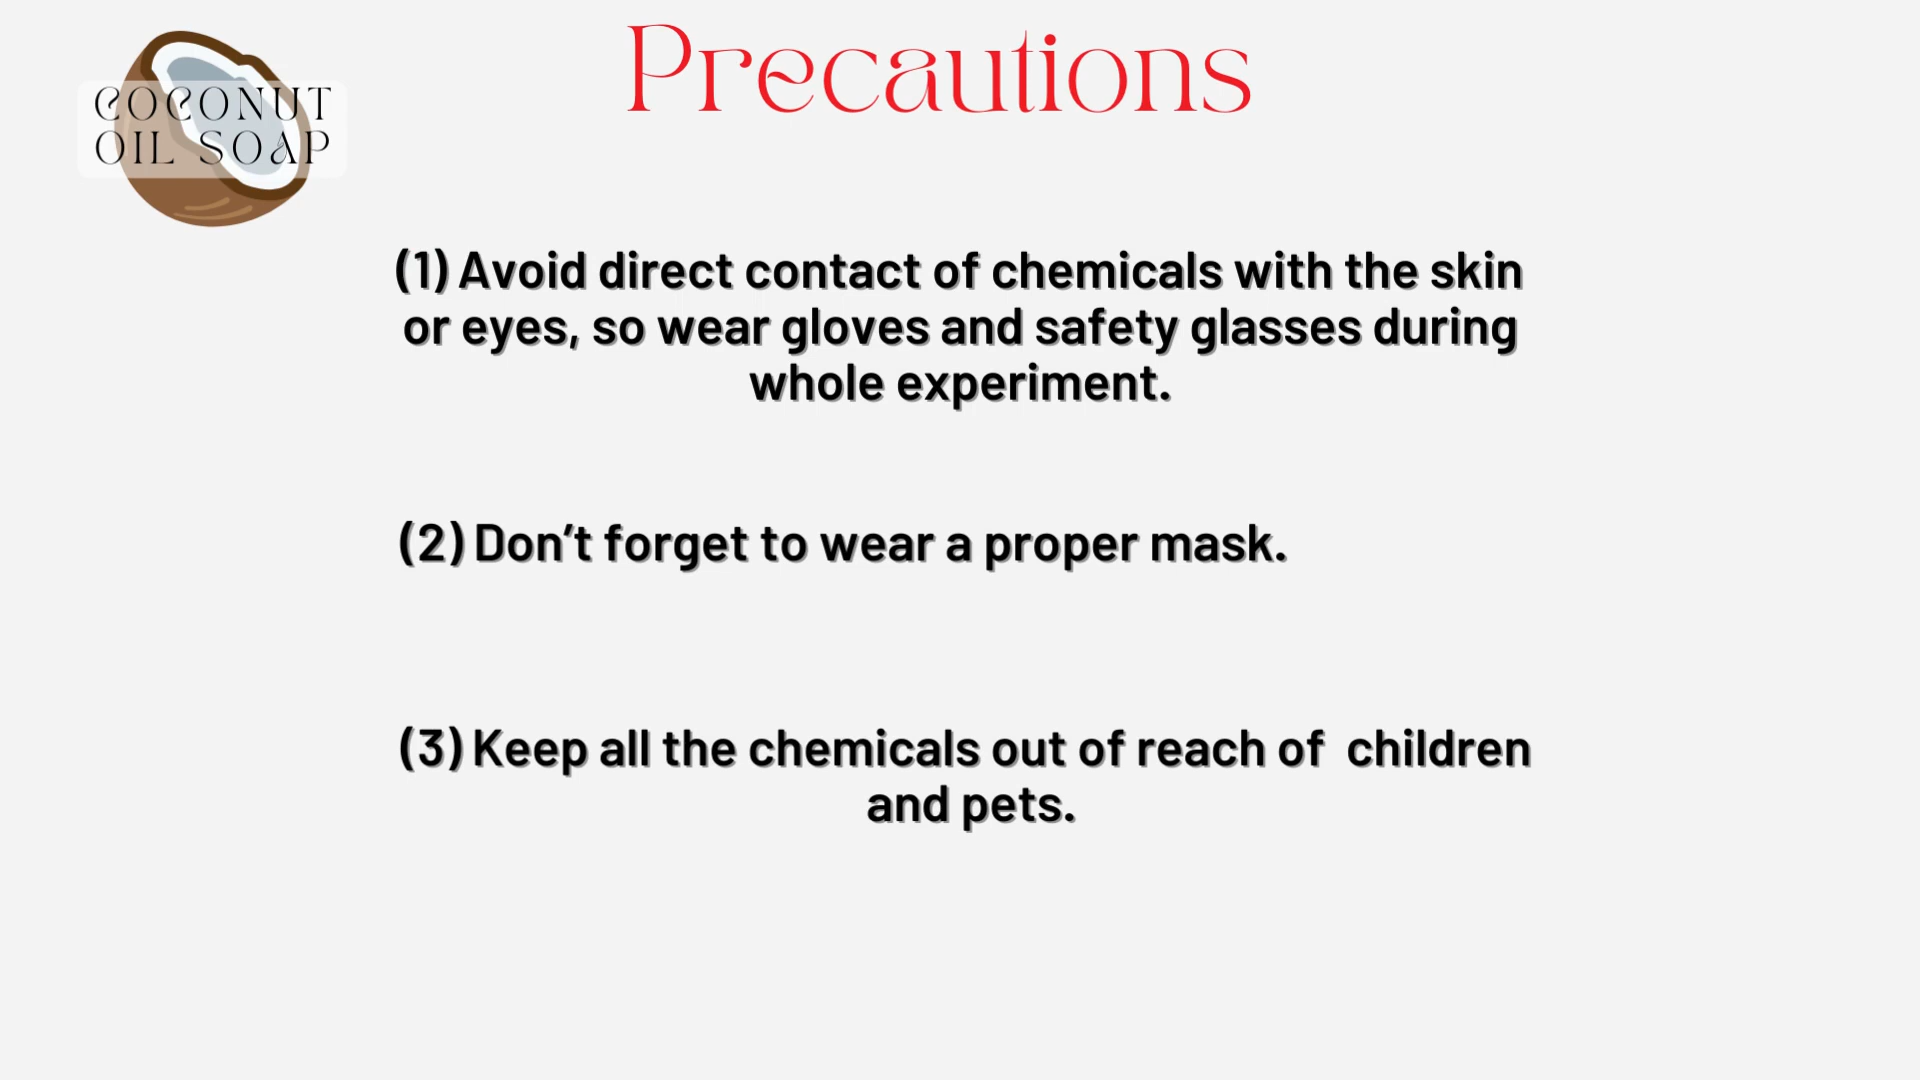 COCONUT
OIL SOAP
Precautions
(1) Avoid direct contact of chemicals with the skin
or eyes, so wear gloves and safety glasses during
whole experiment.
(2) Don’t forget to wear a proper mask.
(3) Keep all the chemicals out of reach of  children
and pets.